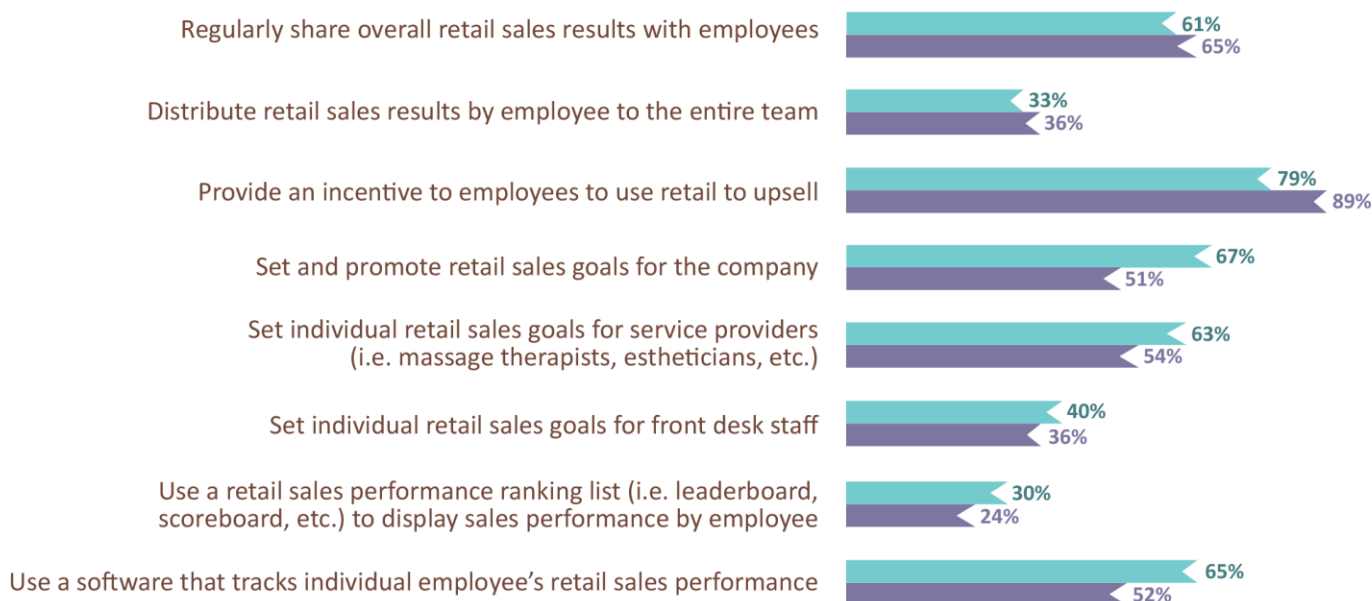 Regularly share overall retail sales results with employees
61%
65%
Distribute retail sales results by employee to the entire team
33%
36%
Provide an incentive to employees to use retail to upsell
79%
89%
Set and promote retail sales goals for the company
67%
51%
Set individual retail sales goals for service providers
(i.e. massage therapists, estheticians, etc.)
63%
54%
Set individual retail sales goals for front desk staff
40%
36%
Use a retail sales performance ranking list (i.e. leaderboard,
scoreboard, etc.) to display sales performance by employee
30%
24%
Use a software that tracks individual employee's retail sales performance
65%
52%